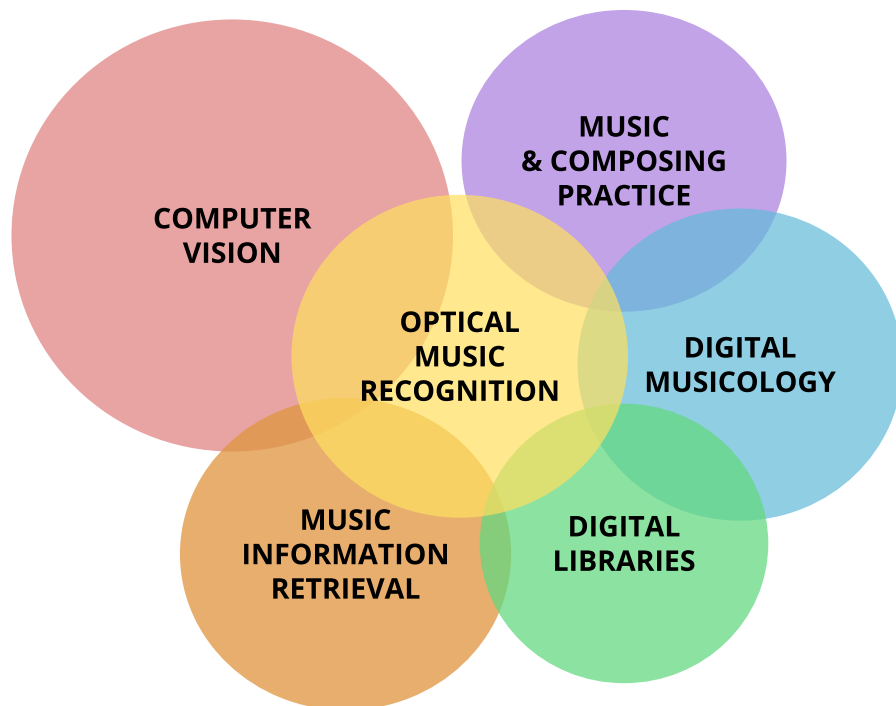 COMPUTER
VISION
MUSIC
& COMPOSING
PRACTICE
OPTICAL
MUSIC
RECOGNITION
DIGITAL
MUSICOLOGY
MUSIC
INFORMATION
RETRIEVAL
DIGITAL
LIBRARIES